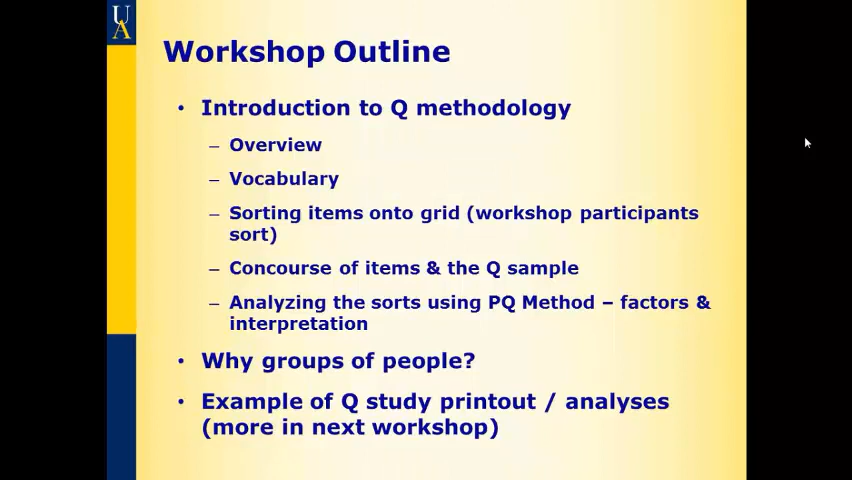 UA
Workshop Outline
• Introduction to Q methodology
– Overview
– Vocabulary
– Sorting items onto grid (workshop participants
sort)
– Concourse of items & the Q sample
– Analyzing the sorts using PQ Method – factors &
interpretation
• Why groups of people?
• Example of Q study printout / analyses
(more in next workshop)